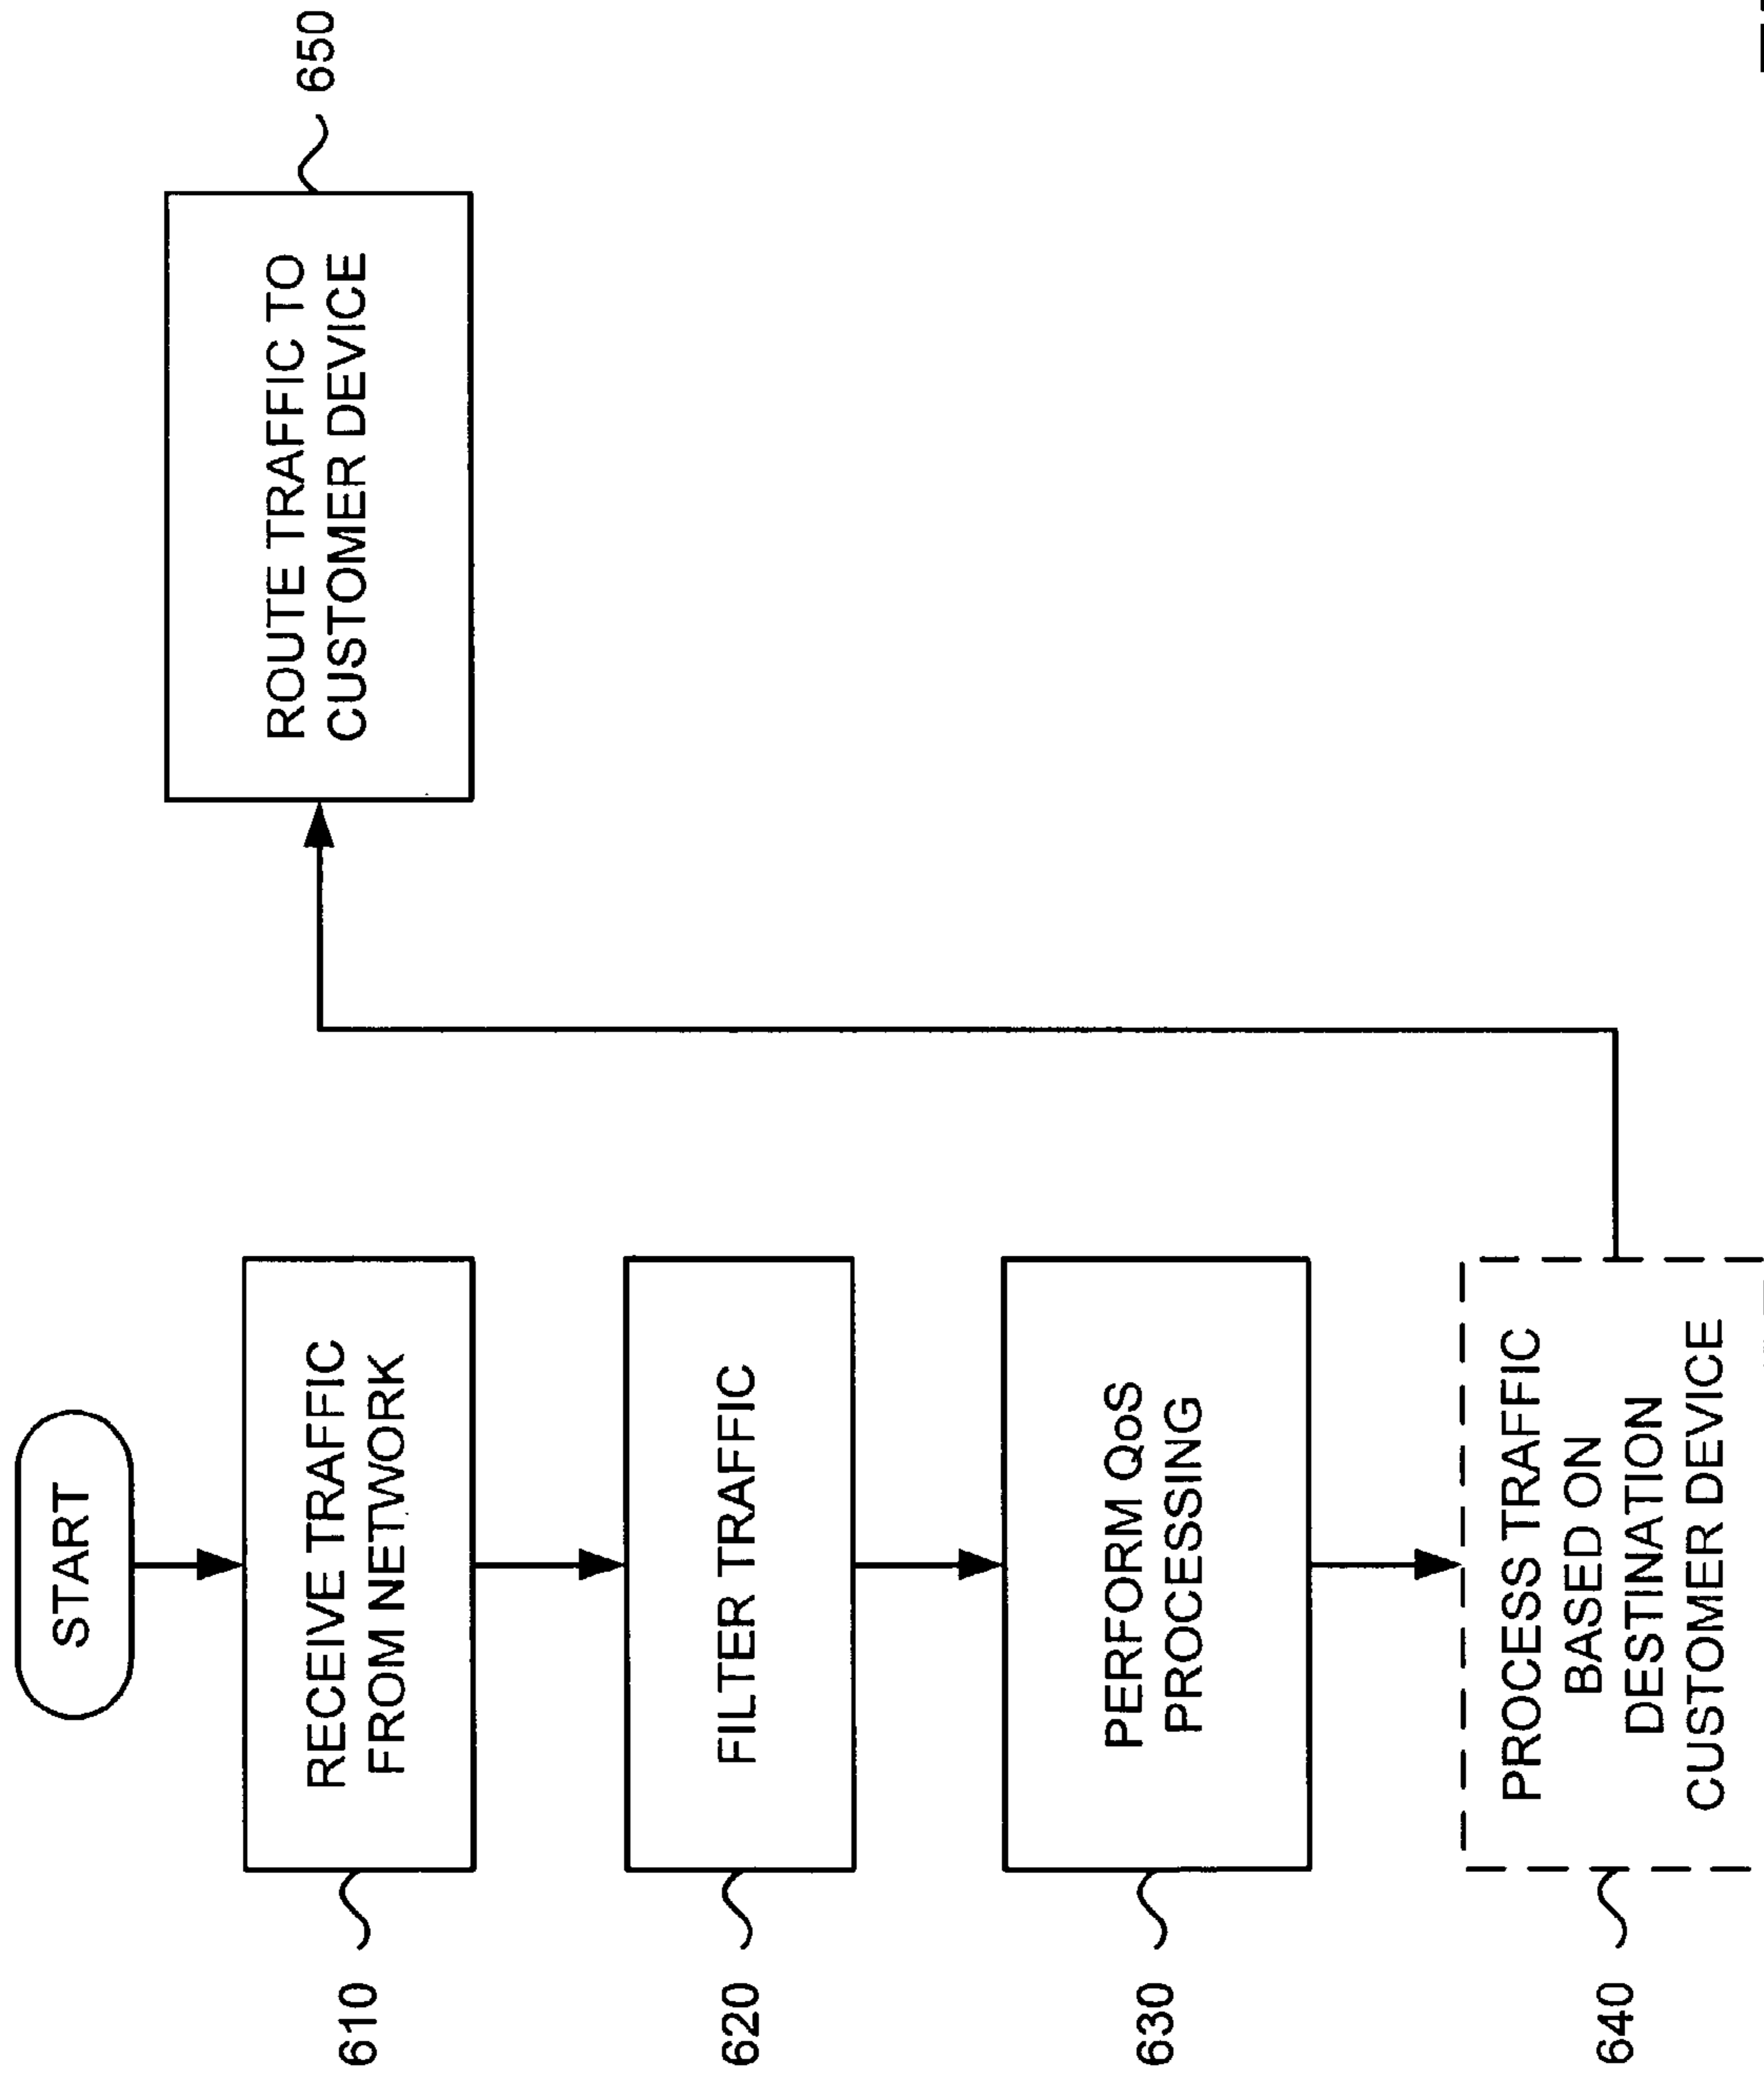 START
RECEIVE TRAFFIC
FROM NETWORK
610
FILTER TRAFFIC
620
PERFORM QoS
PROCESSING
630
PROCESS TRAFFIC
BASED ON
DESTINATION
CUSTOMER DEVICE
640
ROUTE TRAFFIC TO
CUSTOMER DEVICE
650